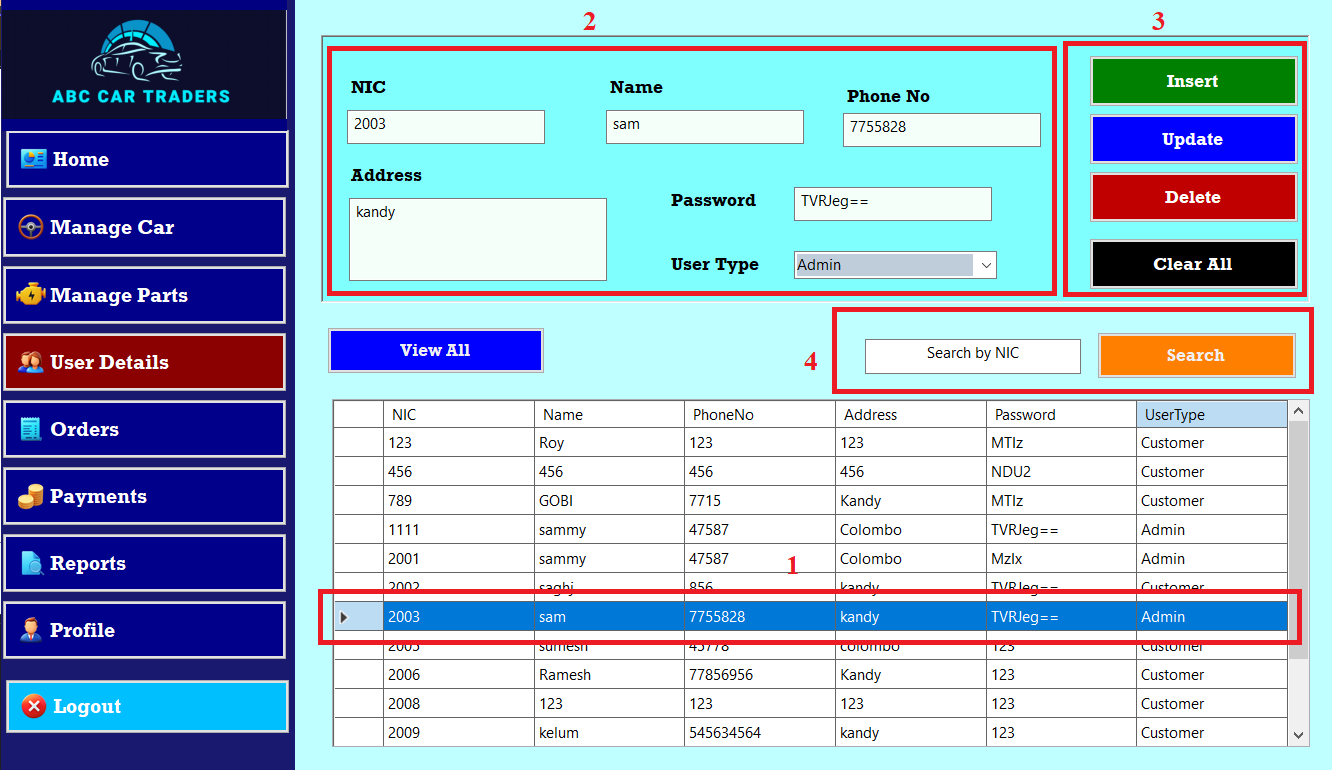 2
3
ABC CAR TRADERS
NIC
Name
Phone No
2003
sam
7755828
Address
kandy
Password
TVRJeg==
User Type
Admin
Insert
Update
Delete
Clear All
Home
Manage Car
Manage Parts
User Details
Orders
Payments
Reports
Profile
Logout
View All
4
Search by NIC
Search
NIC Name PhoneNo Address Password UserType
123 Roy 123 123 MTIz Customer
456 456 456 456 NDU2 Customer
789 GOBI 7715 Kandy MTIz Customer
1111 sammy 47587 Colombo TVRJeg== Admin
2001 sammy 47587 Colombo MzIx Admin
1
2002 saghi 856 kandy TVRJeg== Customer
2003 sam 7755828 kandy TVRJeg== Admin
2005 sumesh 45778 colombo 123 Customer
2006 Ramesh 77856956 Kandy 123 Customer
2008 123 123 123 123 Customer
2009 kelum 545634564 kandy 123 Customer